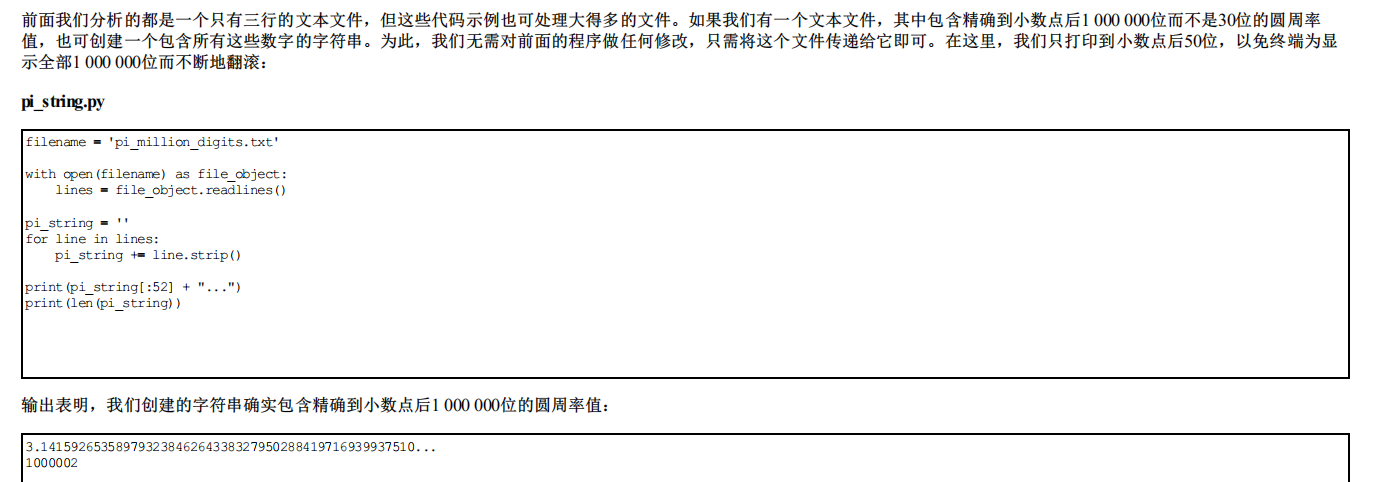 前面我们分析的都是一个只有三行的文本文件，但这些代码示例也可处理大得多的文件。如果我们有一个文本文件，其中包含精确到小数点后1 000 000位而不是30位的圆周率
值，也可创建一个包含所有这些数字的字符串。为此，我们无需对前面的程序做任何修改，只需将这个文件传递给它即可。在这里，我们只打印到小数点后50位，以免终端为显
示全部1 000 000位而不断地翻滚：
pi_string.py
filename = 'pi_million_digits.txt'
with open(filename) as file_object:
    lines = file_object.readlines()
pi_string = ''
for line in lines:
    pi_string += line.strip()
print(pi_string[:52] + "...")
print(len(pi_string))
输出表明，我们创建的字符串确实包含精确到小数点后1 000 000位的圆周率值：
3.14159265358979323846264338327950288419716939937510...
1000002